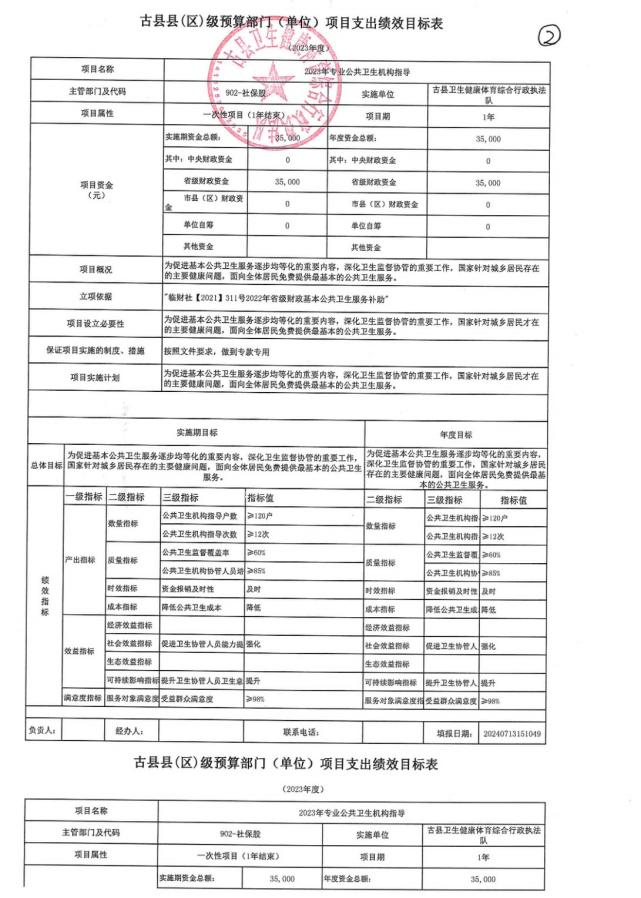 古县县(区)级预算部门(单位)项目支出绩效目标表
②
(2023年度)
项目名称 2023年专业公共卫生机构指导
主管部门及代码 902-社保股 实施单位 古县卫生健康体育综合行政执法队
项目属性 一次性项目(1年结束) 项目期 1年
项目资金(元)
实施期资金总额: 35,000 年度资金总额: 35,000
其中:中央财政资金 0 其中:中央财政资金 0
省级财政资金 35,000 省级财政资金 35,000
市县(区)财政资金 0 市县(区)财政资金 0
单位自筹 0 单位自筹 0
其他资金 其他资金
项目概况 为促进基本公共卫生服务逐步均等化的重要内容,深化卫生监督协管的重要工作,国家针对城乡居民存在
的主要健康问题,面向全体居民免费提供最基本的公共卫生服务。
立项依据 "临财社【2021】311号2022年省级财政基本公共卫生服务补助"
项目设立必要性 为促进基本公共卫生服务逐步均等化的重要内容,深化卫生监督协管的重要工作,国家针对城乡居民才在
的主要健康问题,面向全体居民免费提供最基本的公共卫生服务。
保证项目实施的制度、措施 按照文件要求,做到专款专用
项目实施计划 为促进基本公共卫生服务逐步均等化的重要内容,深化卫生监督协管的重要工作,国家针对城乡居民才在
的主要健康问题,面向全体居民免费提供最基本的公共卫生服务。
实施期目标 年度目标
总体目标
为促进基本公共卫生服务逐步均等化的重要内容,深化卫生监督协管的重要工作,
国家针对城乡居民存在的主要健康问题,面向全体居民免费提供最基本的公共卫生
服务。
为促进基本公共卫生服务逐步均等化的重要内容,
深化卫生监督协管的重要工作,国家针对城乡居民
存在的主要健康问题,面向全体居民免费提供最基
本的公共卫生服务。
绩效指标
一级指标 二级指标 三级指标 指标值 二级指标 三级指标 指标值
产出指标 数量指标 公共卫生机构指导户数 ≥120户 数量指标 公共卫生机构指 ≥120户
公共卫生机构指导次数 ≥12次 公共卫生机构指 ≥12次
质量指标 公共卫生监督覆盖率 ≥60% 质量指标 公共卫生监督覆 ≥60%
公共卫生机构协管人员培 ≥85% 公共卫生机构协 ≥85%
时效指标 资金报销及时性 及时 时效指标 资金报销及时性 及时
成本指标 降低公共卫生成本 降低 成本指标 降低公共卫生成 降低
效益指标 经济效益指标 经济效益指标
社会效益指标 促进卫生协管人员能力提 强化 社会效益指标 促进卫生协管人 强化
生态效益指标 生态效益指标
可持续影响指标 提升卫生协管人员卫生意 提升 可持续影响指标 提升卫生协管人 提升
满意度指标 服务对象满意度 受益群众满意度 ≥98% 服务对象满意度指 受益群众满意度 ≥98%
负责人: 经办人: 联系电话: 填报日期: 20240713151049
古县县(区)级预算部门(单位)项目支出绩效目标表
(2023年度)
项目名称 2023年专业公共卫生机构指导
主管部门及代码 902-社保股 实施单位 古县卫生健康体育综合行政执法队
项目属性 一次性项目(1年结束) 项目期 1年
实施期资金总额: 35,000 年度资金总额: 35,000